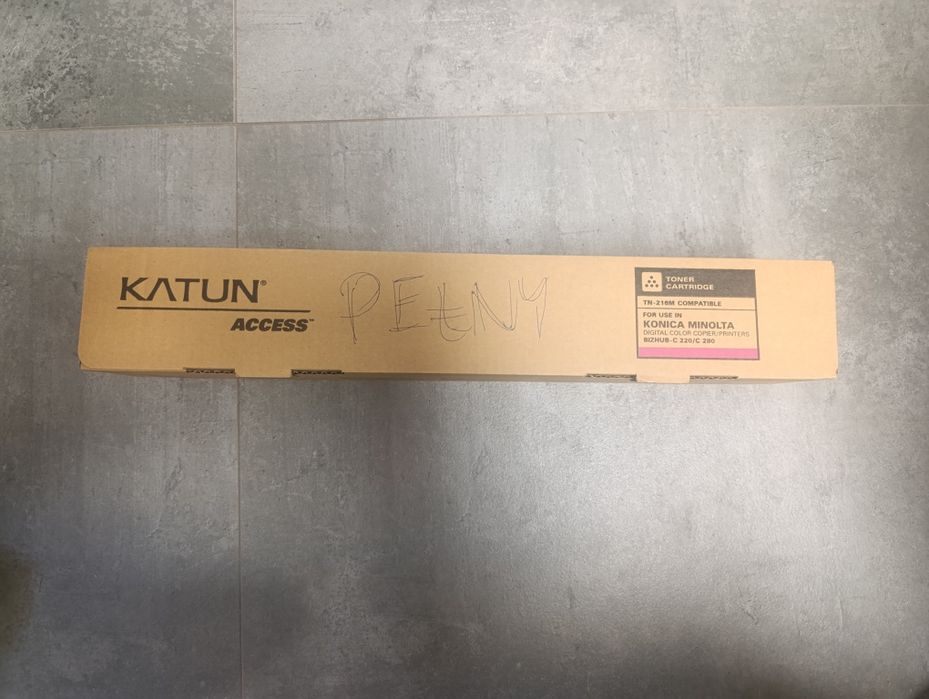 KATUN®
ACCESS™
PEŁNY
TONER
CARTRIDGE
TN-216M COMPATIBLE
FOR USE IN
KONICA MINOLTA
DIGITAL COLOR COPIER/PRINTERS
BIZHUB-C 220/C 280